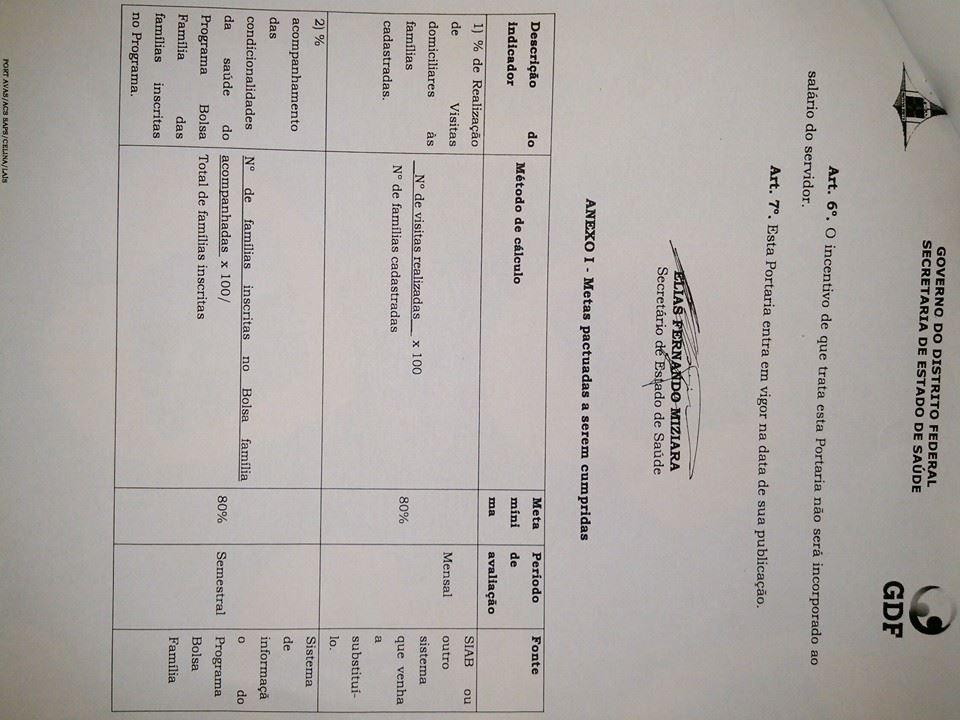 GOVERNO DO DISTRITO FEDERAL
SECRETARIA DE ESTADO DE SAÚDE
GDF
Art. 6º. O incentivo de que trata esta Portaria não será incorporado ao
salário do servidor.
Art. 7º. Esta Portaria entra em vigor na data de sua publicação.
ELIAS FERNANDO MIZIARA
Secretário de Estado de Saúde
ANEXO I - Metas pactuadas a serem cumpridas
Descrição do
indicador
Método de cálculo
Meta
míni
ma
Período
de
avaliação
Fonte
1) % de Realização
de Visitas
domiciliares às
famílias
cadastradas.
Nº de visitas realizadas x 100
Nº de famílias cadastradas
80%
Mensal
SIAB ou
outro
sistema
que venha
a
substituí-
lo.
2) %
acompanhamento
das
condicionalidades
da saúde do
Programa Bolsa
Família das
famílias inscritas
no Programa.
Nº de famílias inscritas no Bolsa família
acompanhadas x 100/
Total de famílias inscritas
80%
Semestral
Sistema
de
informaçã
o do
Programa
Bolsa
Família
PORT AVAS/ACS SAPS/CELINA/LAÍS